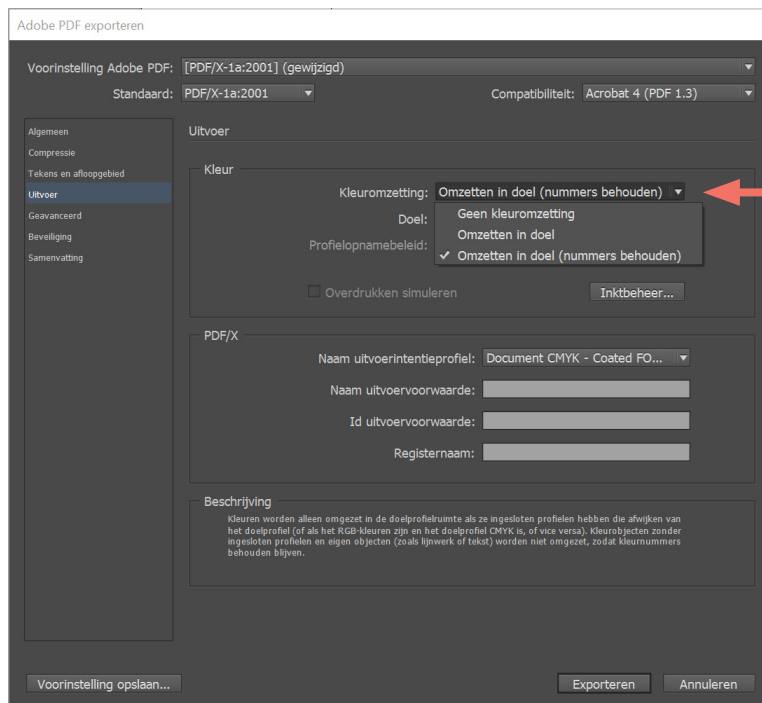 Adobe PDF exporteren
Voorinstelling Adobe PDF: [PDF/X-1a:2001] (gewijzigd)
Standaard: PDF/X-1a:2001 Compatibiliteit: Acrobat 4 (PDF 1.3)
Algemeen
Compressie
Tekens en afloopgebied
Uitvoer
Geavanceerd
Beveiliging
Samenvatting
Uitvoer
Kleur
Kleuromzetting: Omzetten in doel (nummers behouden)
Geen kleuromzetting
Doel:
Omzetten in doel
Profielopnamebeleid:
Omzetten in doel (nummers behouden)
Overdrukken simuleren Inktbeheer...
PDF/X
Naam uitvoerintentieprofiel: Document CMYK - Coated FO...
Naam uitvoervoorwaarde:
Id uitvoervoorwaarde:
Registernaam:
Beschrijving
Kleuren worden alleen omgezet in de doelprofielruimte als ze ingesloten profielen hebben die afwijken van
het doelprofiel (of als het RGB-kleuren zijn en het doelprofiel CMYK is, of vice versa). Kleurobjecten zonder
ingesloten profielen en eigen objecten (zoals lijnwerk of tekst) worden niet omgezet, zodat kleurnummers
behouden blijven.
Voorinstelling opslaan... Exporteren Annuleren